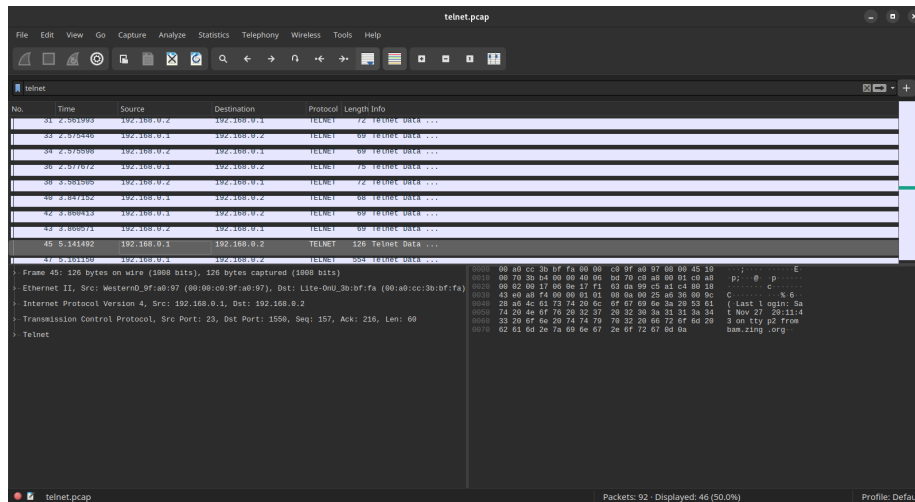 telnet.pcap
File Edit View Go Capture Analyze Statistics Telephony Wireless Tools Help
telnet
No. Time Source Destination Protocol Length Info
31 2.561993 192.168.0.2 192.168.0.1 TELNET 72 Telnet Data ...
33 2.575446 192.168.0.1 192.168.0.2 TELNET 69 Telnet Data ...
34 2.575598 192.168.0.2 192.168.0.1 TELNET 69 Telnet Data ...
36 2.577672 192.168.0.1 192.168.0.2 TELNET 75 Telnet Data ...
38 3.581505 192.168.0.2 192.168.0.1 TELNET 72 Telnet Data ...
40 3.847152 192.168.0.1 192.168.0.2 TELNET 68 Telnet Data ...
42 3.860413 192.168.0.1 192.168.0.2 TELNET 69 Telnet Data ...
43 3.860571 192.168.0.2 192.168.0.1 TELNET 69 Telnet Data ...
45 5.141492 192.168.0.1 192.168.0.2 TELNET 126 Telnet Data ...
47 5.161150 192.168.0.1 192.168.0.2 TELNET 554 Telnet Data ...
Frame 45: 126 bytes on wire (1008 bits), 126 bytes captured (1008 bits)
Ethernet II, Src: WesternD_9f:a0:97 (00:00:c0:9f:a0:97), Dst: Lite-OnU_3b:bf:fa (00:a0:cc:3b:bf:fa)
Internet Protocol Version 4, Src: 192.168.0.1, Dst: 192.168.0.2
Transmission Control Protocol, Src Port: 23, Dst Port: 1550, Seq: 157, Ack: 216, Len: 60
Telnet
0000 00 a0 cc 3b bf fa 00 00 c0 9f a0 97 08 00 45 10 ···;···· ······E·
0010 00 70 3b b4 00 00 40 06 bd 70 c0 a8 00 01 c0 a8 ·p;···@· ·p······
0020 00 02 00 17 06 0e 17 f1 63 da 99 c5 a1 c4 80 18 ········ c·······
0030 43 e0 a8 f4 00 00 01 01 08 0a 00 25 a6 36 00 9c C······· ···%·6··
0040 28 a6 4c 61 73 74 20 6c 6f 67 69 6e 3a 20 53 61 (·Last l ogin: Sa
0050 74 20 4e 6f 76 20 32 37 20 32 30 3a 31 31 3a 34 t Nov 27 20:11:4
0060 33 20 6f 6e 20 74 74 79 70 32 20 66 72 6f 6d 20 3 on tty p2 from
0070 62 61 6d 2e 7a 69 6e 67 2e 6f 72 67 0d 0a bam.zing .org··
telnet.pcap Packets: 92 · Displayed: 46 (50.0%) Profile: Defau